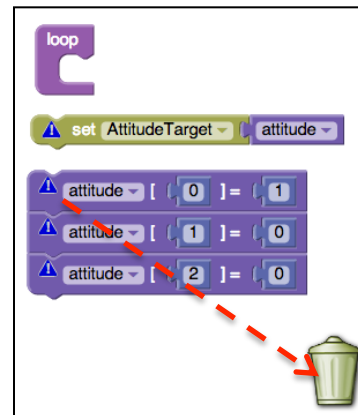 loop
set AttitudeTarget attitude
attitude [ 0 ] = 1
attitude [ 1 ] = 0
attitude [ 2 ] = 0